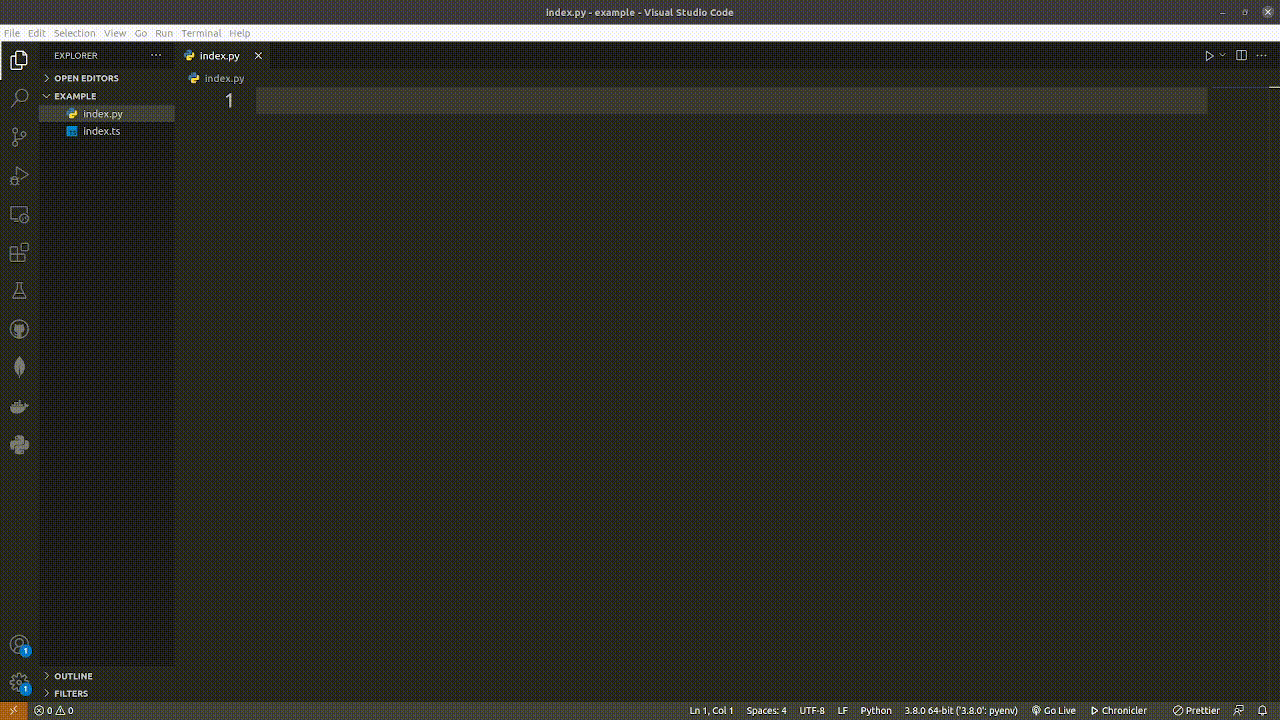 index.py - example - Visual Studio Code
File Edit Selection View Go Run Terminal Help
EXPLORER
index.py
OPEN EDITORS
index.py
EXAMPLE
1
index.py
index.ts
1
OUTLINE
1
FILTERS
0 0 Ln 1, Col 1 Spaces: 4 UTF-8 LF Python 3.8.0 64-bit ('3.8.0': pyenv) Go Live Chronicler Prettier